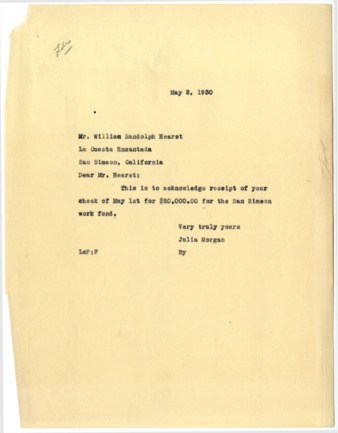 May 2, 1930
Mr. William Randolph Hearst
La Cuesta Encantada
San Simeon, California
Dear Mr. Hearst:
This is to acknowledge receipt of your
check of May 1st for $20,000.00 for the San Simeon
work fund.
Very truly yours
Julia Morgan
LeF:F By